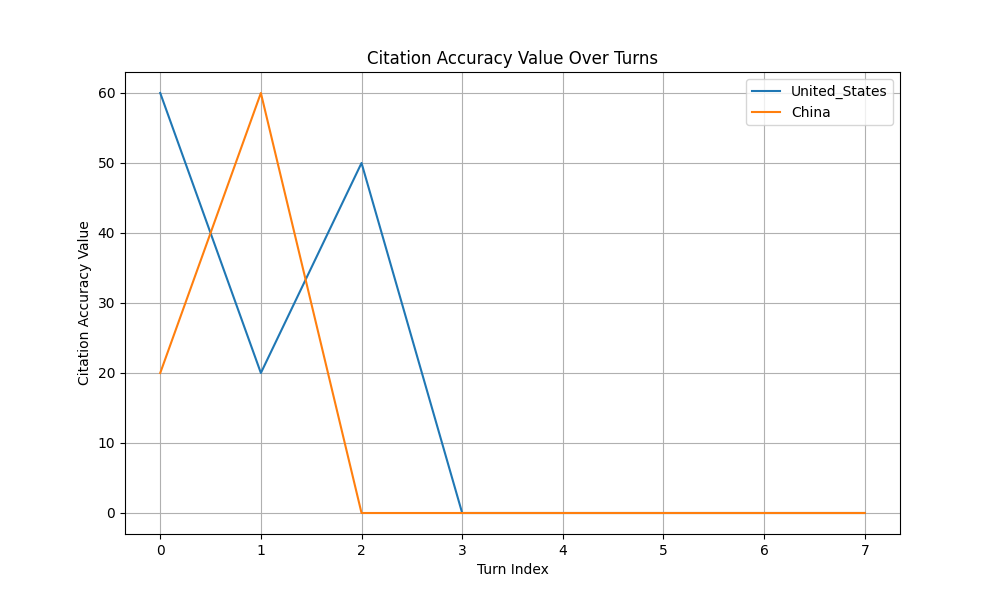 Citation Accuracy Value Over Turns
United_States
China
Citation Accuracy Value
60
50
40
30
20
10
0
0 1 2 3 4 5 6 7
Turn Index